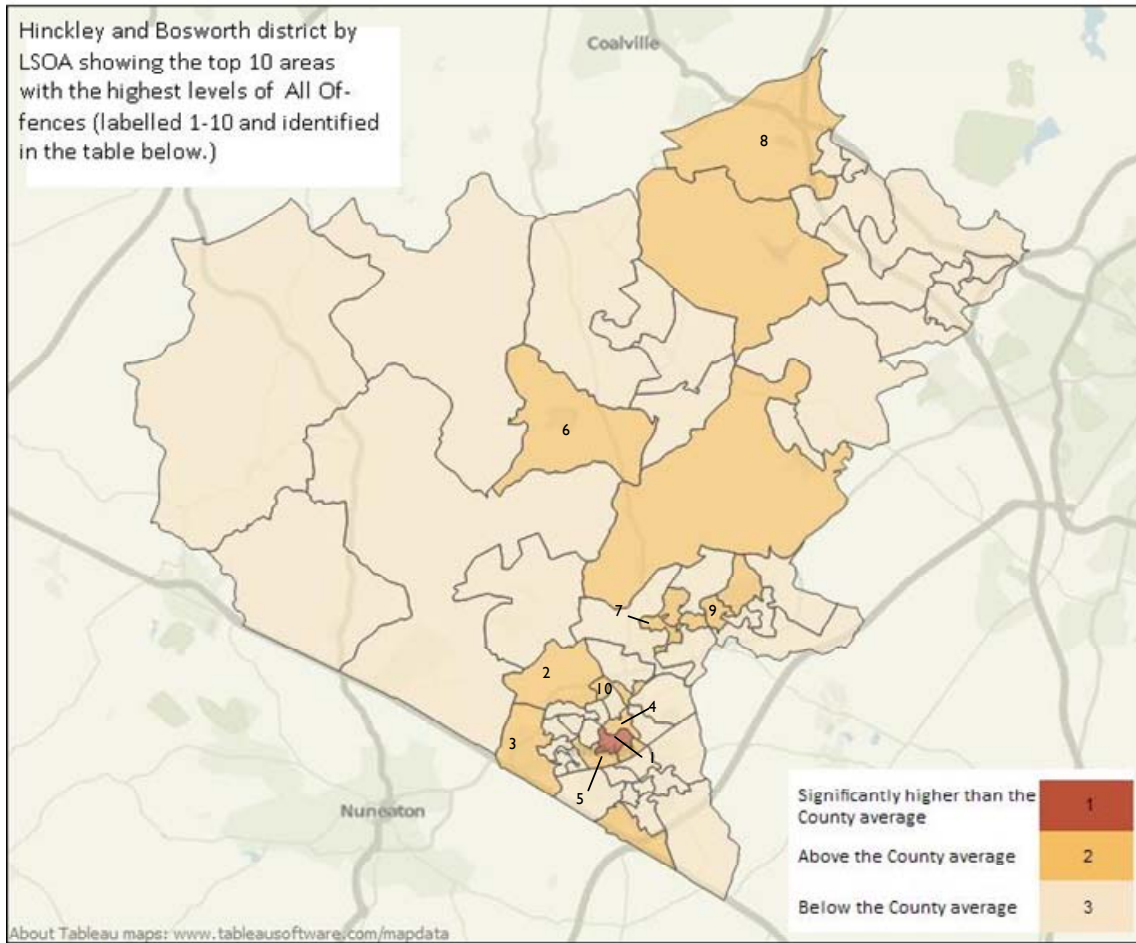 Hinckley and Bosworth district by
LSOA showing the top 10 areas
with the highest levels of All Of-
fences (labelled 1-10 and identified
in the table below.)
Coalville
8
6
7
9
2
10
4
3
1
5
Nuneaton
Significantly higher than the
County average
1
Above the County average
2
Below the County average
3
About Tableau maps: www.tableausoftware.com/mapdata